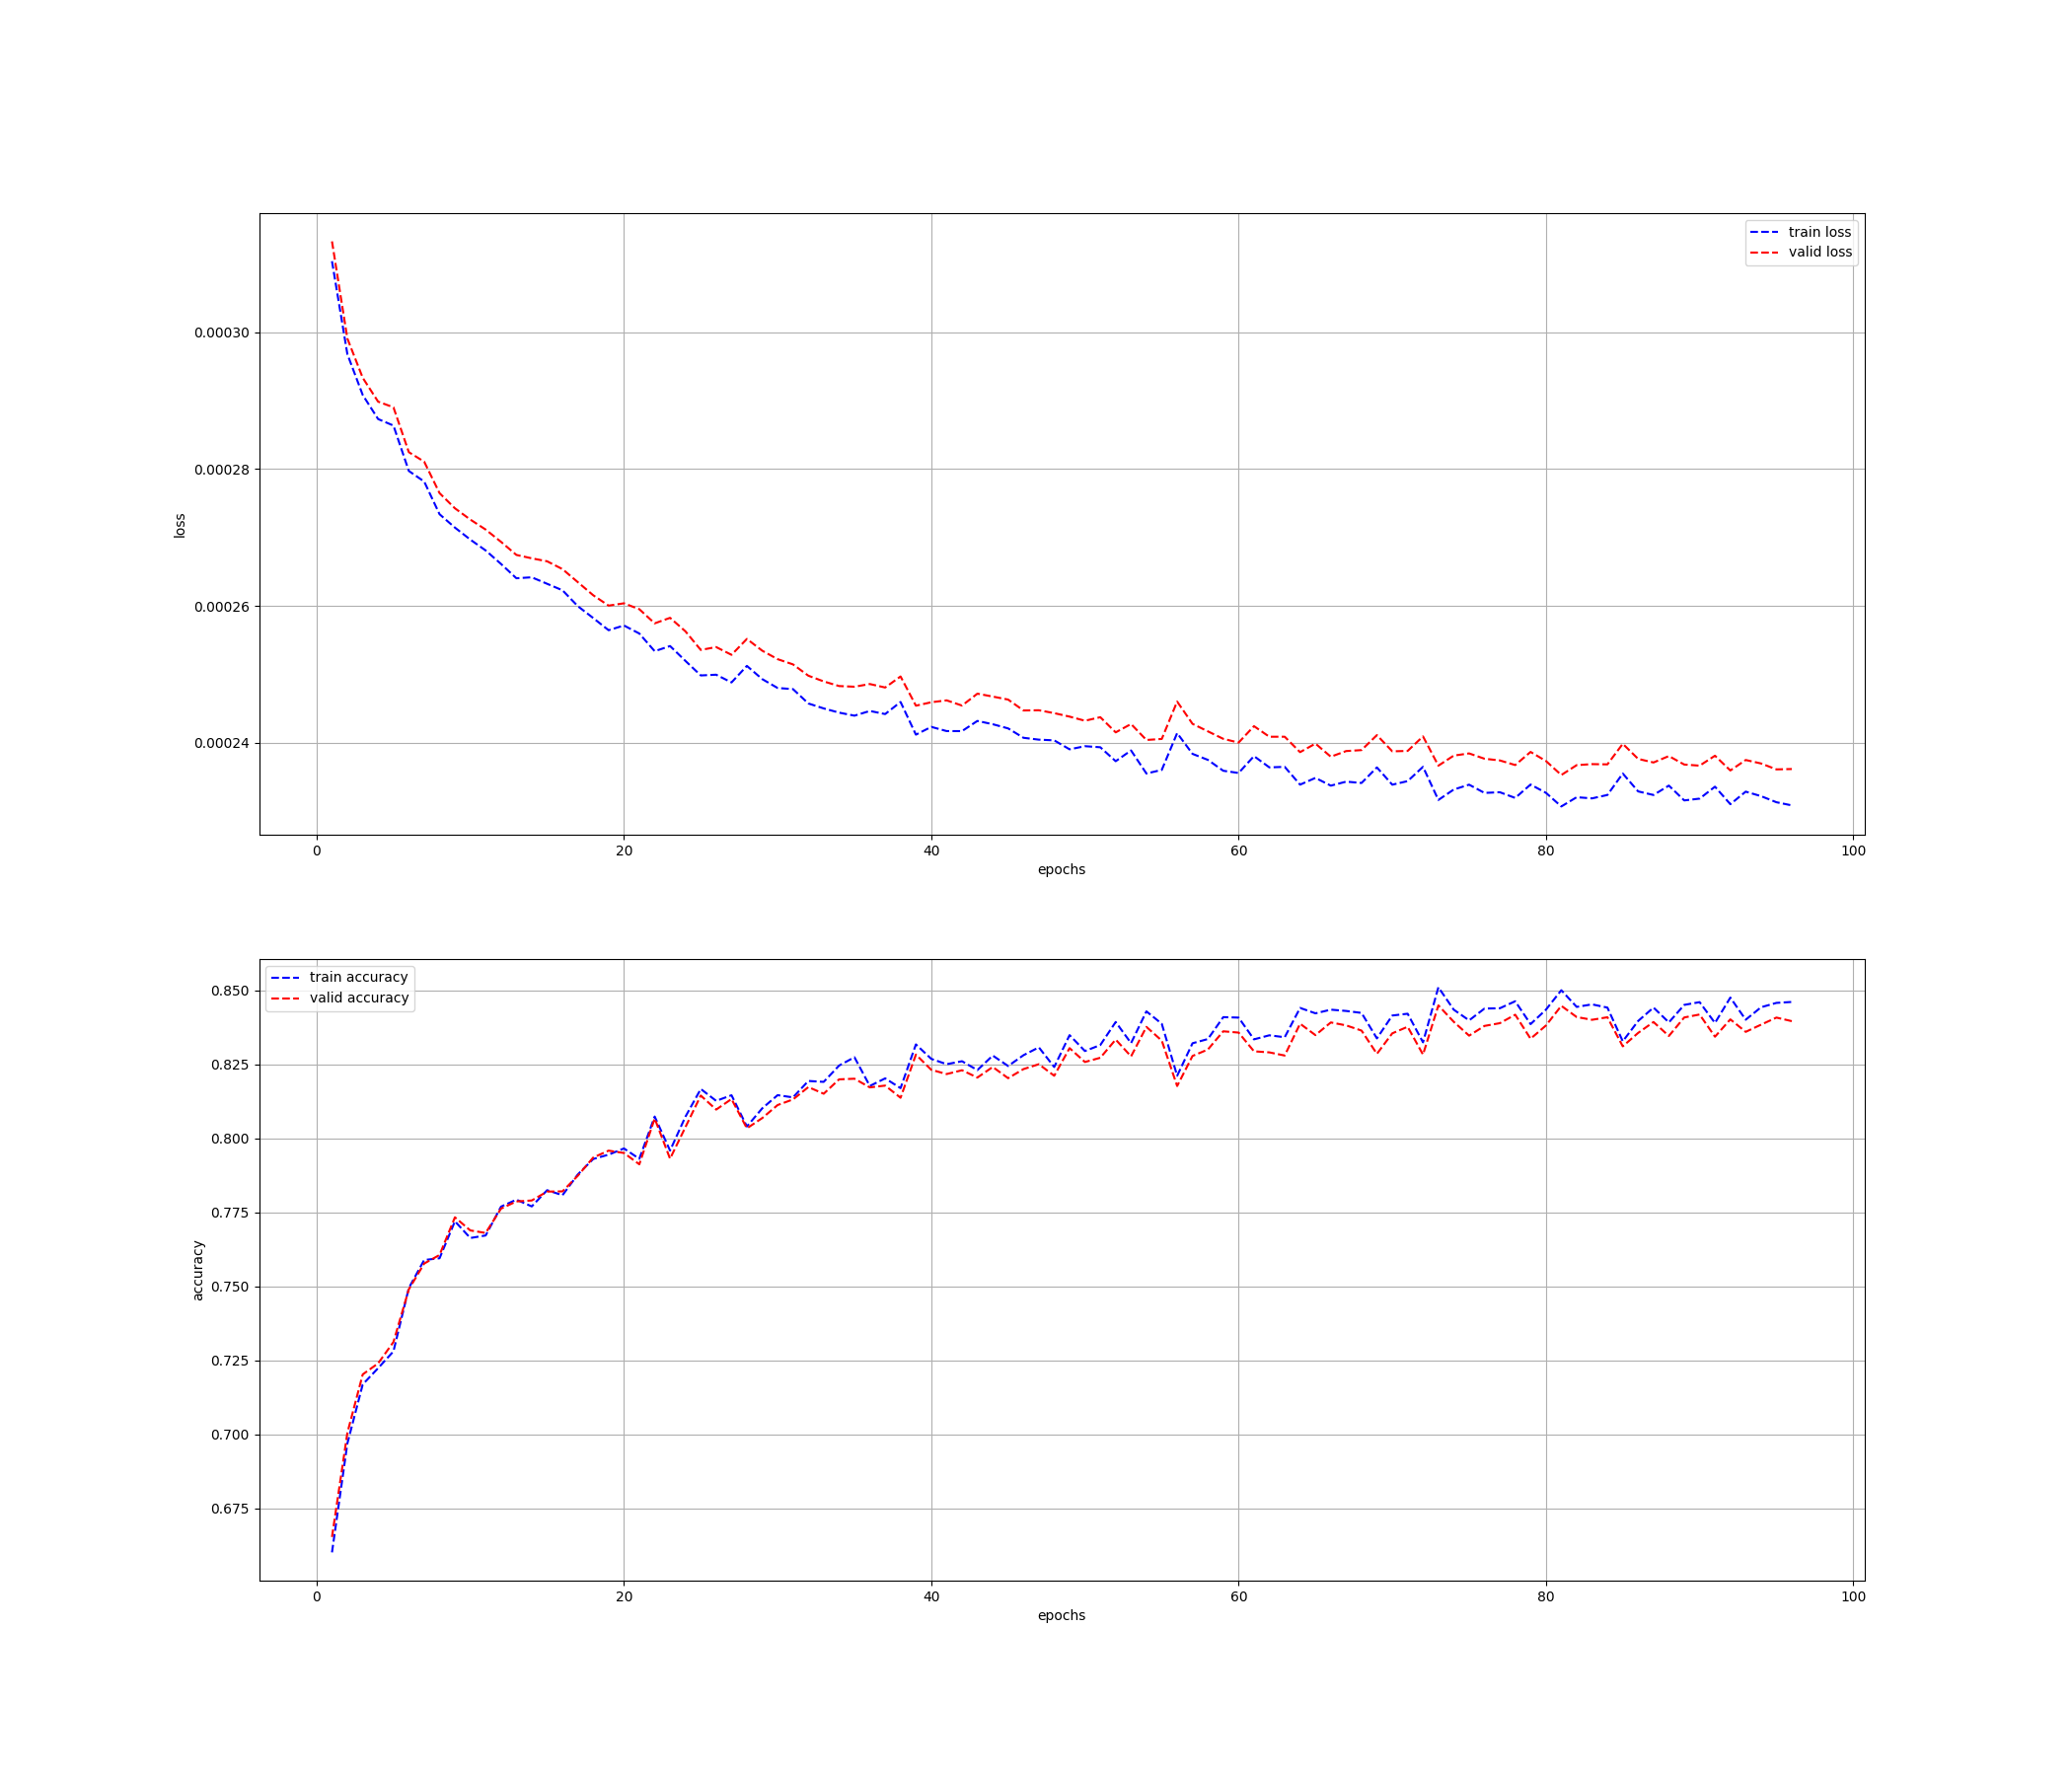 train loss
valid loss
0.00030
0.00028
0.00026
0.00024
loss
0 20 40 60 80 100
epochs
train accuracy
valid accuracy
0.850
0.825
0.800
0.775
0.750
0.725
0.700
0.675
accuracy
0 20 40 60 80 100
epochs